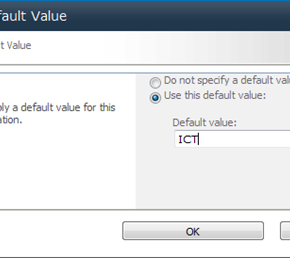 fault Value
t Value
Do not specify a default valu
Use this default value:
ly a default value for this
ation.
Default value:
ICT
OK